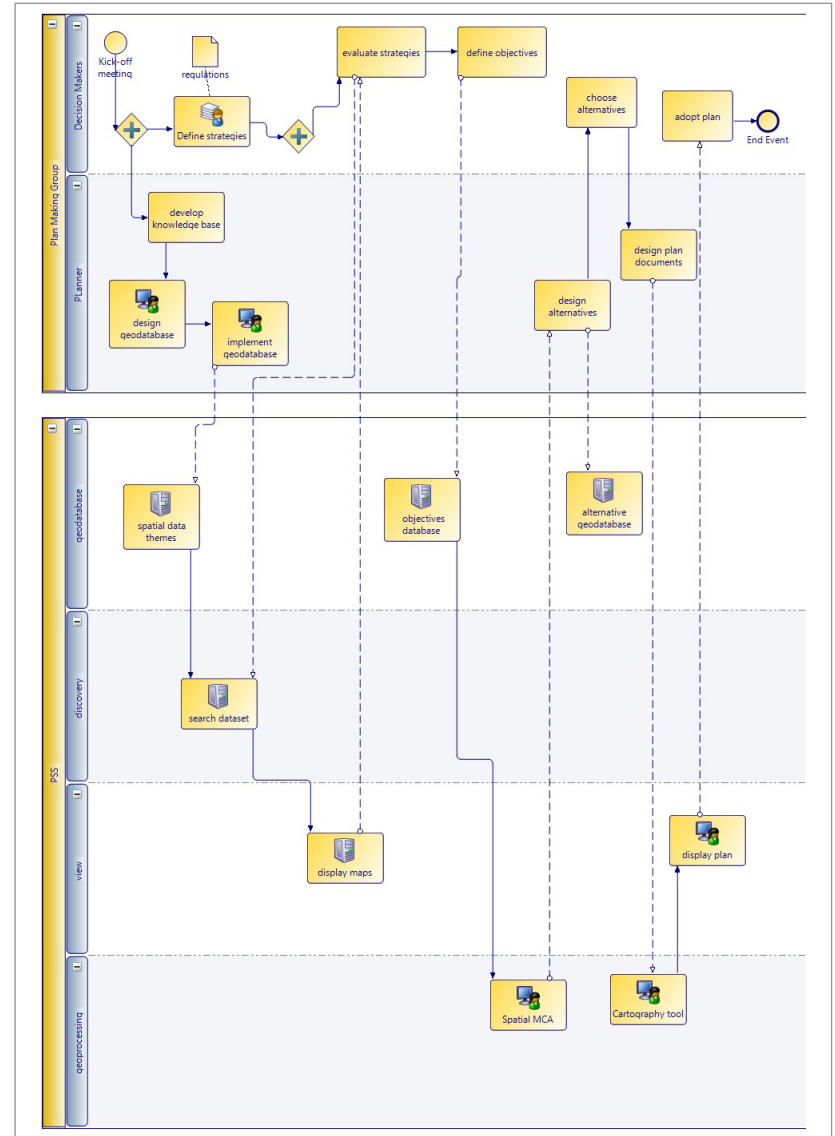 Plan Making Group
Decision Makers
Kick-off
meeting
regulations
Define strategies
evaluate strategies
define objectives
choose
alternatives
adopt plan
End Event
PLanner
develop
knowledge base
design
geodatabase
implement
geodatabase
design
alternatives
design plan
documents
PSS
geodatabase
spatial data
themes
objectives
database
alternative
geodatabase
discovery
search dataset
view
display maps
display plan
geoprocessing
Spatial MCA
Cartography tool